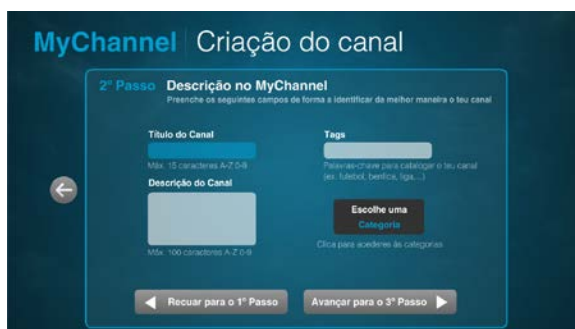 MyChannel Criação do canal
2º Passo Descrição no MyChannel
Preenche os seguintes campos de forma a identificar da melhor maneira o teu canal
Título do Canal
Máx. 15 caracteres A-Z 0-9
Descrição do Canal
Máx. 100 caracteres A-Z 0-9
Tags
Palavras-chave para catalogar o teu canal
(ex. futebol, benfica, liga,...)
Escolhe uma
Categoria
Clica para acederes às categorias
Recuar para o 1º Passo
Avançar para o 3º Passo